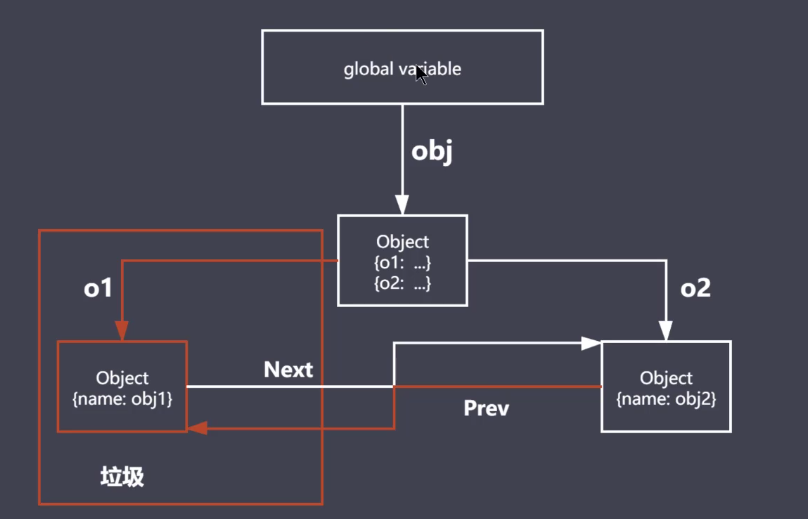 global variable
obj
Object
{o1: ...}
{o2: ...}
o1
o2
Object
{name: obj1}
Next
Prev
Object
{name: obj2}
垃圾